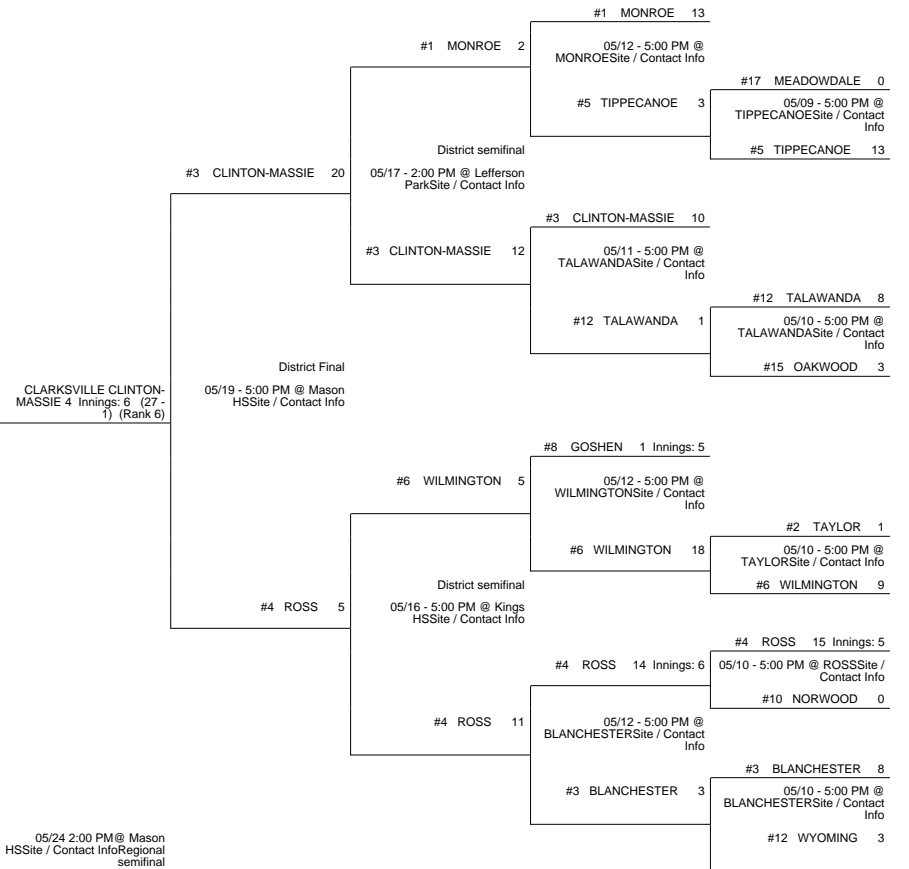 #1 MONROE 13
#1 MONROE 2
05/12 - 5:00 PM @
MONROESite / Contact Info
#17 MEADOWDALE 0
#5 TIPPECANOE 3
05/09 - 5:00 PM @
TIPPECANOESite / Contact
Info
District semifinal
#5 TIPPECANOE 13
#3 CLINTON-MASSIE 20
05/17 - 2:00 PM @ Lefferson
ParkSite / Contact Info
#3 CLINTON-MASSIE 10
#3 CLINTON-MASSIE 12
05/11 - 5:00 PM @
TALAWANDASite / Contact
Info
#12 TALAWANDA 8
#12 TALAWANDA 1
05/10 - 5:00 PM @
TALAWANDASite / Contact
Info
District Final
#15 OAKWOOD 3
CLARKSVILLE CLINTON-
MASSIE 4 Innings: 6 (27 -
1) (Rank 6)
05/19 - 5:00 PM @ Mason
HSSite / Contact Info
#8 GOSHEN 1 Innings: 5
#6 WILMINGTON 5
05/12 - 5:00 PM @
WILMINGTONSite / Contact
Info
#2 TAYLOR 1
#6 WILMINGTON 18
05/10 - 5:00 PM @
TAYLORSite / Contact Info
District semifinal
#6 WILMINGTON 9
#4 ROSS 5
05/16 - 5:00 PM @ Kings
HSSite / Contact Info
#4 ROSS 15 Innings: 5
#4 ROSS 14 Innings: 6
05/10 - 5:00 PM @ ROSSSite /
Contact Info
#10 NORWOOD 0
#4 ROSS 11
05/12 - 5:00 PM @
BLANCHESTERSite / Contact
Info
#3 BLANCHESTER 8
#3 BLANCHESTER 3
05/10 - 5:00 PM @
BLANCHESTERSite / Contact
Info
#12 WYOMING 3
05/24 2:00 PM@ Mason
HSSite / Contact InfoRegional
semifinal